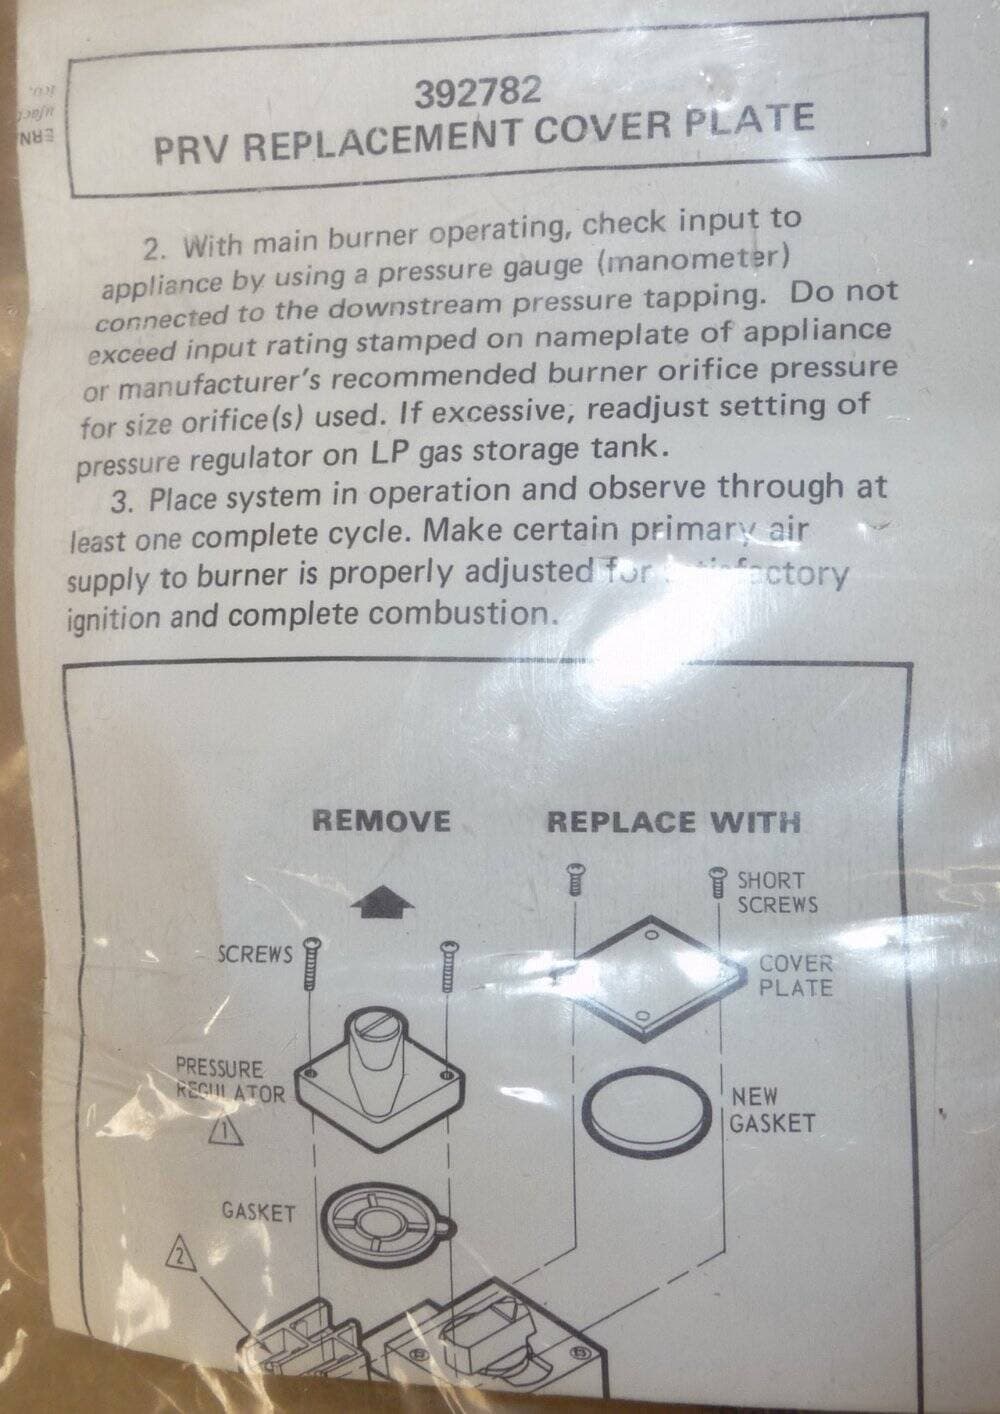 392782
PRV REPLACEMENT COVER PLATE
2. With main burner operating, check input to
appliance by using a pressure gauge (manometer)
connected to the downstream pressure tapping. Do not
exceed input rating stamped on nameplate of appliance
or manufacturer's recommended burner orifice pressure
for size orifice(s) used. If excessive, readjust setting of
pressure regulator on LP gas storage tank.
3. Place system in operation and observe through at
least one complete cycle. Make certain primary air
supply to burner is properly adjusted for satisfactory
ignition and complete combustion.
REMOVE
REPLACE WITH
SHORT
SCREWS
SCREWS
COVER
PLATE
PRESSURE
REGULATOR
1
NEW
GASKET
GASKET
2